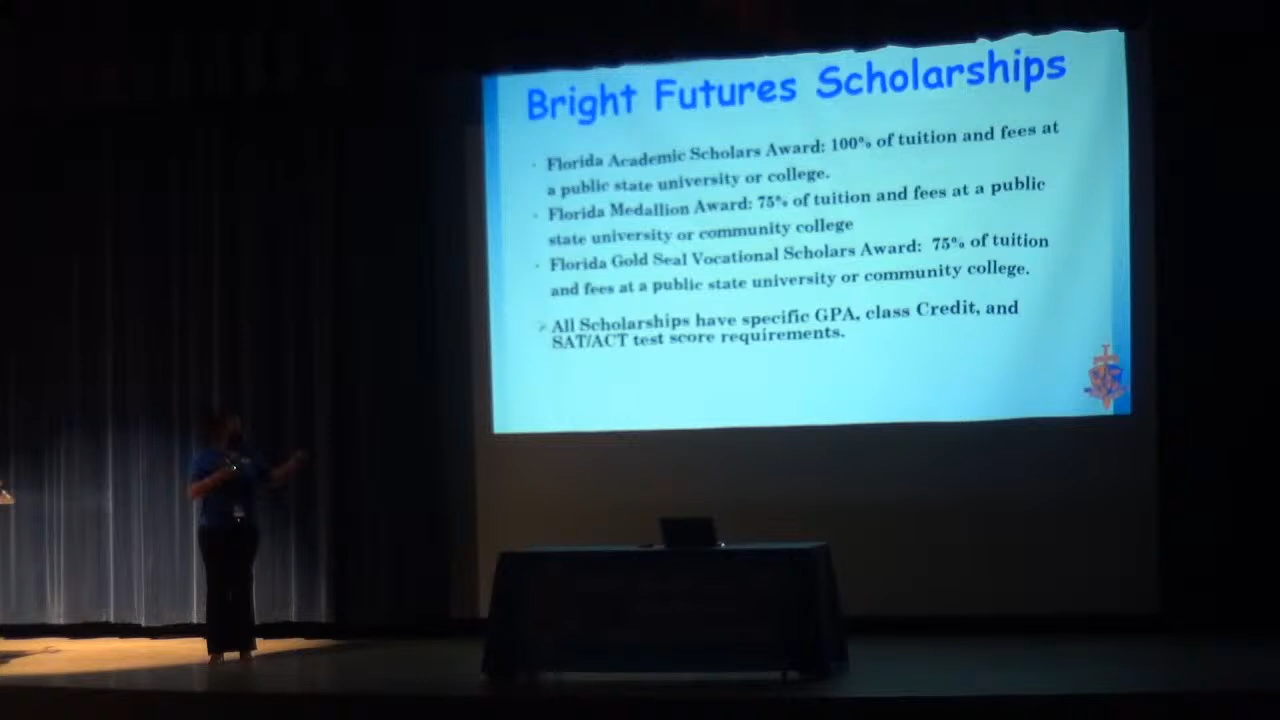 Bright Futures Scholarships
Florida Academic Scholars Award: 100% of tuition and fees at
a public state university or college.
Florida Medallion Award: 75% of tuition and fees at a public
state university or community college
Florida Gold Seal Vocational Scholars Award: 75% of tuition
and fees at a public state university or community college.
All Scholarships have specific GPA, class Credit, and
SAT/ACT test score requirements.